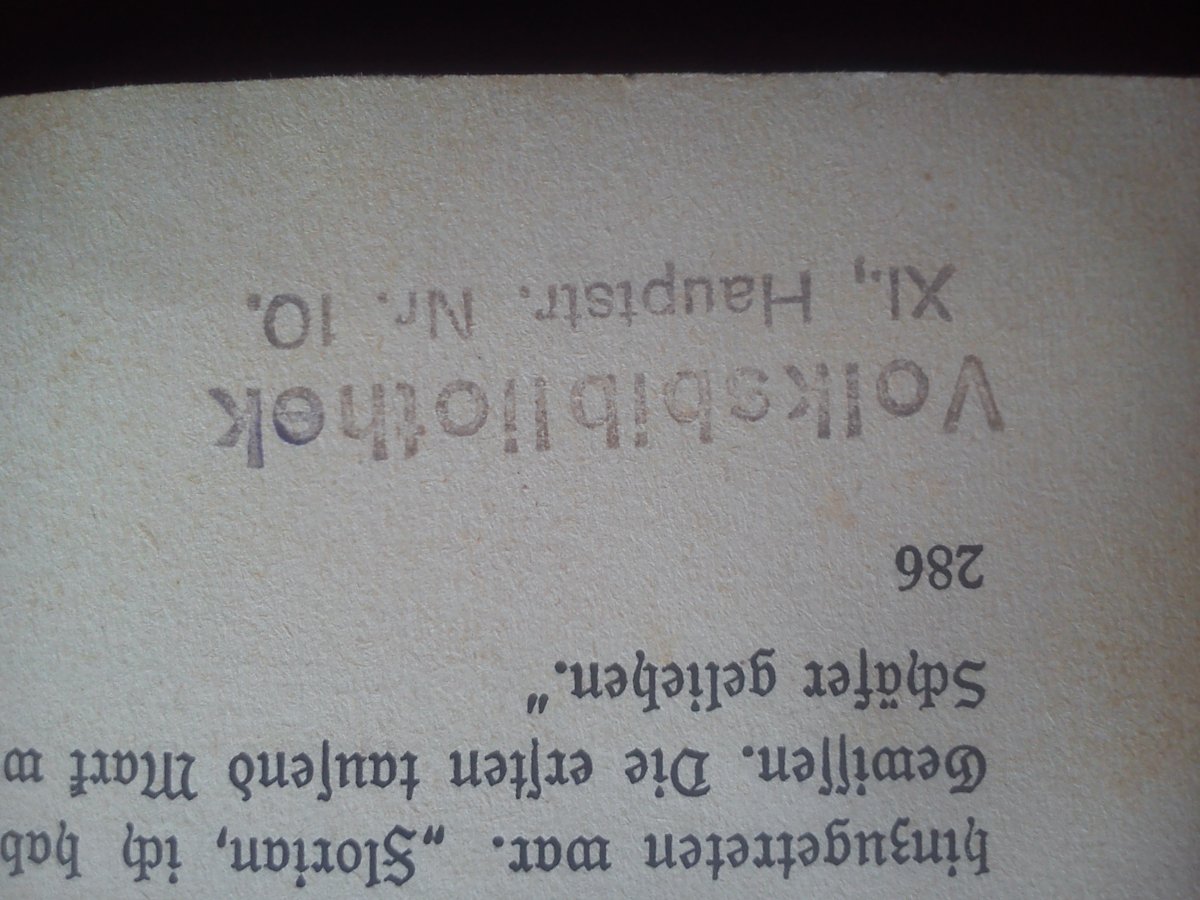 hinzugetreten war. „Florian, ich hab
Gewiſſen. Die erſten tauſend Mark w
Schäfer geliehen."
286
Volksbibliothek
XI., Hauptstr. Nr. 10.